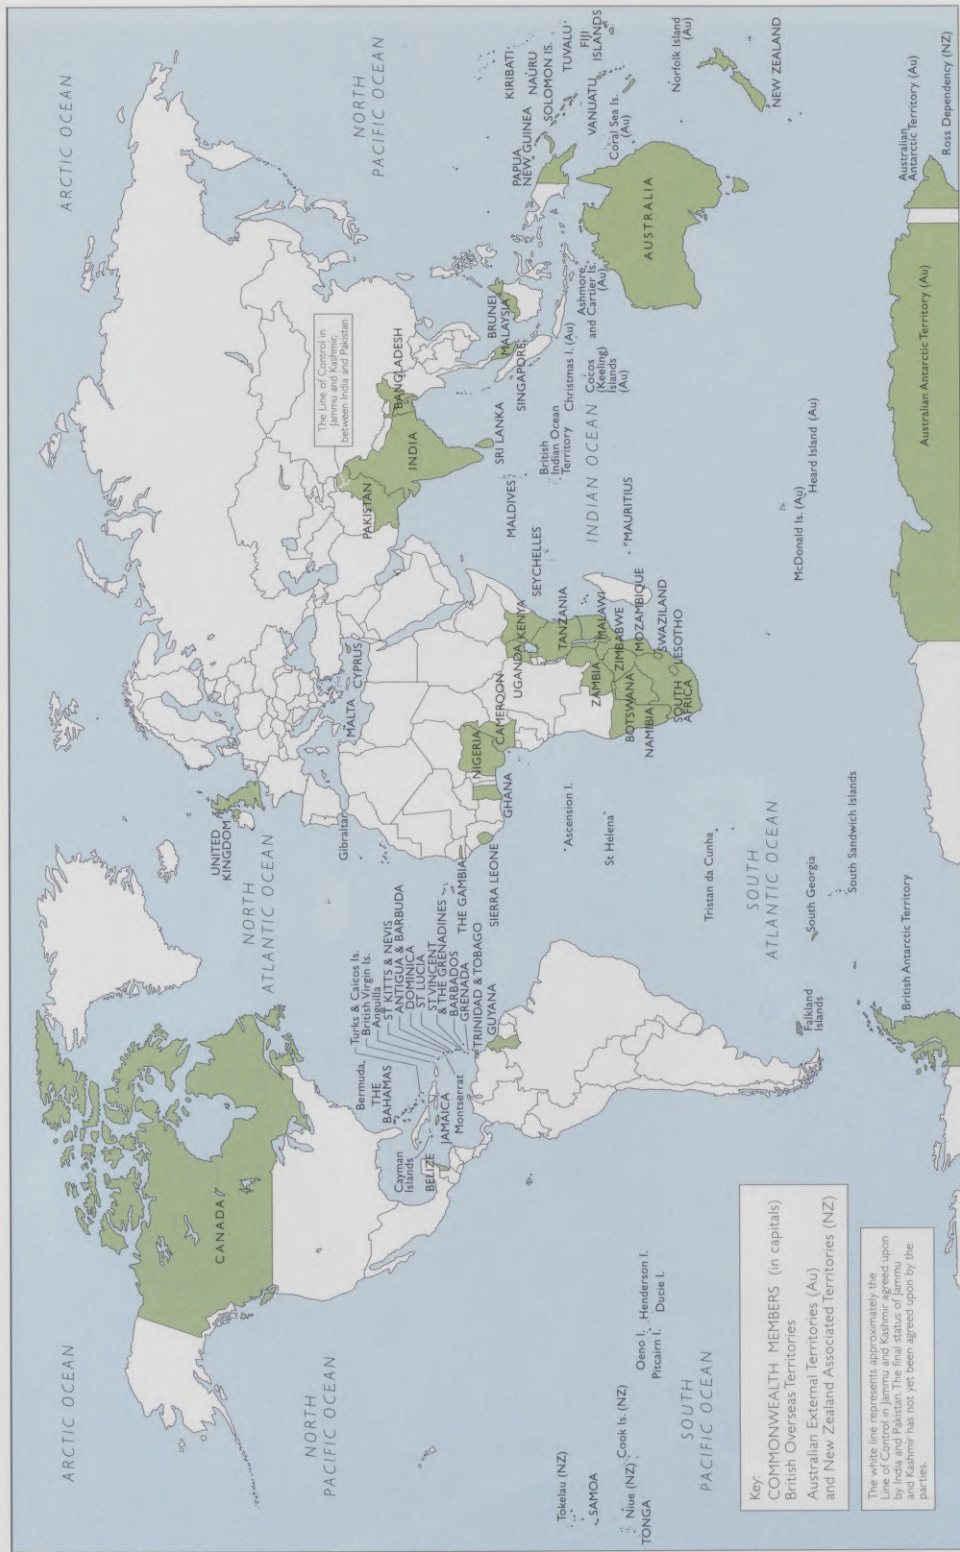 ARCTIC OCEAN
ARCTIC OCEAN
NORTH
PACIFIC OCEAN
NORTH
PACIFIC OCEAN
NORTH
ATLANTIC OCEAN
CANADA
UNITED
KINGDOM
Gibraltar
MALTA
CYPRUS
The Line of Control in
Jammu and Kashmir,
between India and Pakistan
PAKISTAN
INDIA
BANGLADESH
Bermuda
THE
BAHAMAS
Turks & Caicos Is.
British Virgin Is.
Anguilla
ST KITTS & NEVIS
ANTIGUA & BARBUDA
DOMINICA
ST LUCIA
ST VINCENT
& THE GRENADINES
BARBADOS
GRENADA
TRINIDAD & TOBAGO
GUYANA
Cayman
Islands
BELIZE
JAMAICA
Montserrat
THE GAMBIA
SIERRA LEONE
GHANA
NIGERIA
CAMEROON
UGANDA
KENYA
TANZANIA
MALAWI
ZAMBIA
ZIMBABWE
BOTSWANA
NAMIBIA
MOZAMBIQUE
SWAZILAND
LESOTHO
SOUTH
AFRICA
SRI LANKA
MALDIVES
SEYCHELLES
MAURITIUS
British
Indian Ocean
Territory
INDIAN OCEAN
BRUNEI
MALAYSIA
SINGAPORE
Christmas I. (Au)
Cocos
(Keeling)
Islands
(Au)
Ashmore
and Cartier Is.
(Au)
PAPUA
NEW GUINEA
KIRIBATI
NAURU
SOLOMON IS.
TUVALU
VANUATU
FIJI
ISLANDS
Coral Sea Is.
(Au)
AUSTRALIA
Norfolk Island
(Au)
NEW ZEALAND
Ascension I.
St Helena
Tristan da Cunha
SOUTH
ATLANTIC OCEAN
Falkland
Islands
South Georgia
South Sandwich Islands
British Antarctic Territory
McDonald Is. (Au)
Heard Island (Au)
Australian Antarctic Territory (Au)
Australian
Antarctic Territory (Au)
Ross Dependency (NZ)
Tokelau (NZ)
SAMOA
Niue (NZ)
Cook Is. (NZ)
TONGA
Oeno I.
Henderson I.
Pitcairn I.
Ducie I.
SOUTH
PACIFIC OCEAN
Key:
COMMONWEALTH MEMBERS (in capitals)
British Overseas Territories
Australian External Territories (Au)
and New Zealand Associated Territories (NZ)
The white line represents approximately the
Line of Control in Jammu and Kashmir agreed upon
by India and Pakistan. The final status of Jammu
and Kashmir has not yet been agreed upon by the
parties.